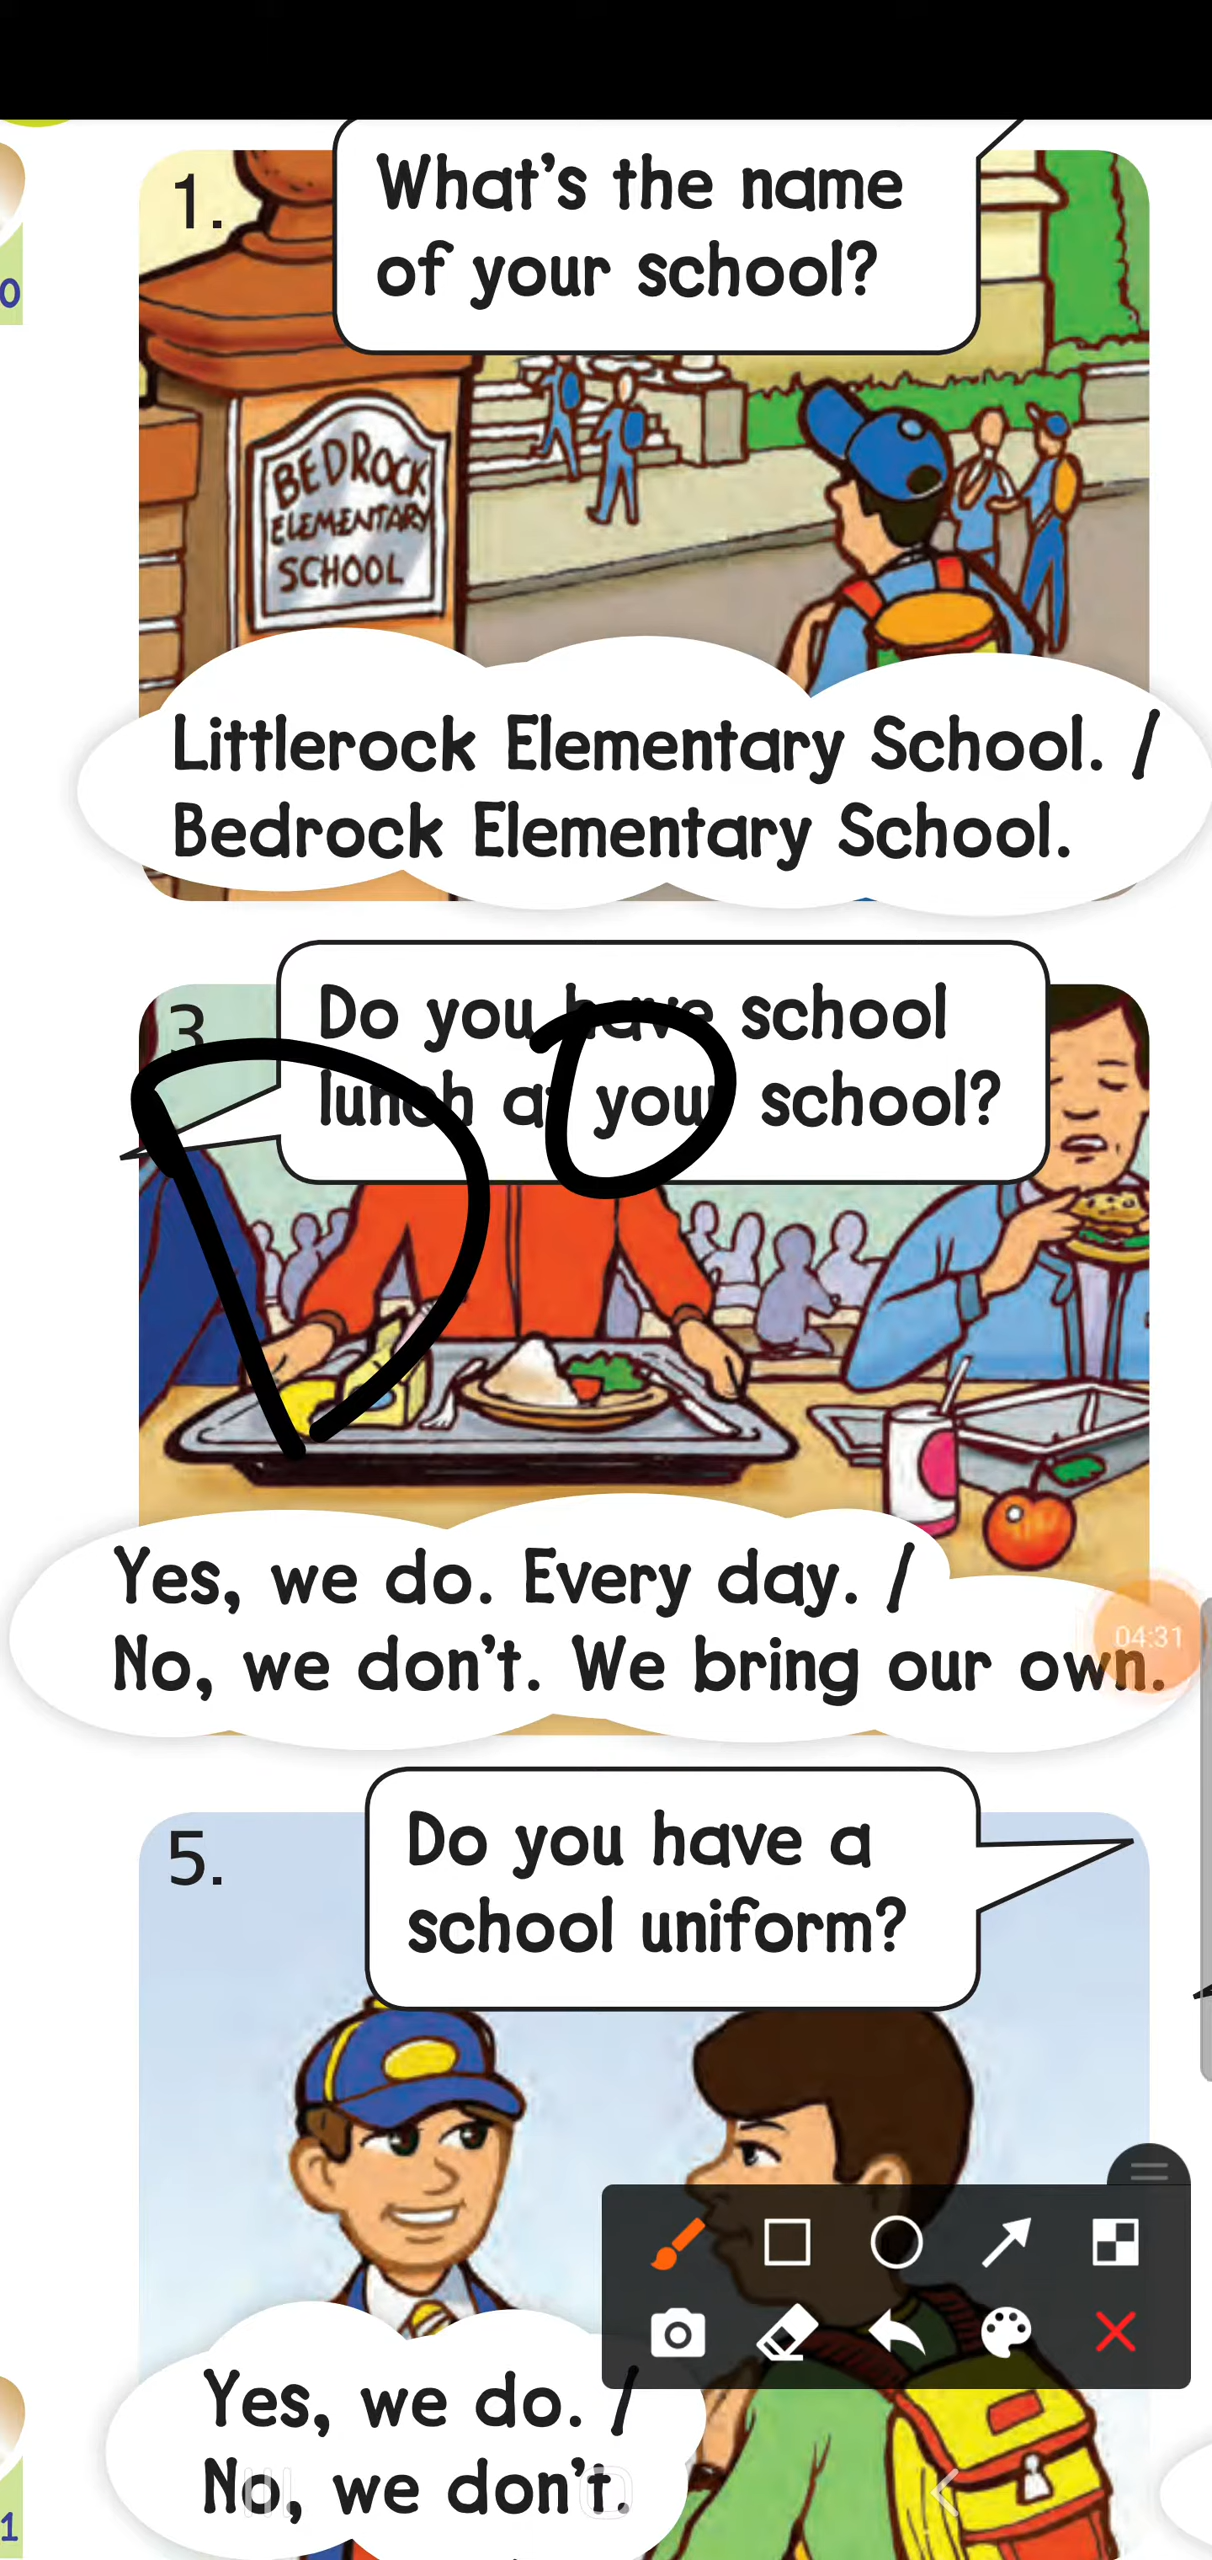 1.
What's the name
of your school?
BEDROCK
ELEMENTARY
SCHOOL
Littlerock Elementary School. /
Bedrock Elementary School.
3
Do you have school
lunch at your school?
Yes, we do. Every day. /
No, we don't. We bring our own.
04:31
5.
Do you have a
school uniform?
Yes, we do. /
No, we don't.
0
1